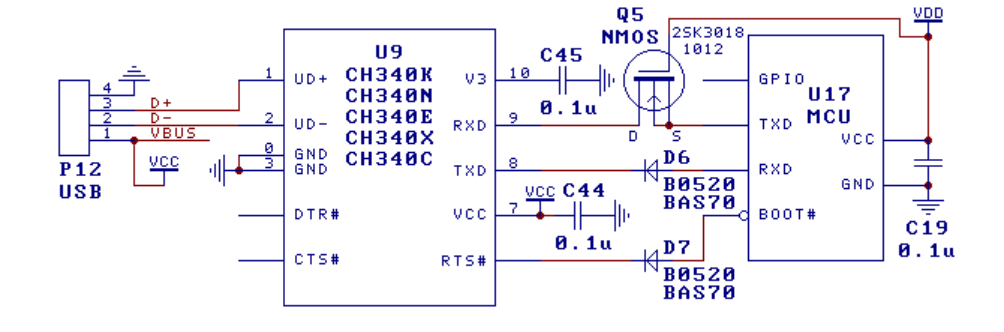 Q5
NMOS
2SK3018
1012
VDD
U9
CH340K
CH340N
CH340E
CH340X
CH340C
C45
0.1u
1
UD+
V3
10
GPIO
U17
MCU
4
3
D+
2
D-
1
VBUS
2
UD-
RXD
9
D
S
TXD
VCC
P12
USB
VCC
0
GND
3
GND
TXD
8
D6
B0520
BAS70
RXD
GND
VCC
C44
0.1u
DTR#
VCC
7
BOOT#
C19
0.1u
CTS#
RTS#
D7
B0520
BAS70